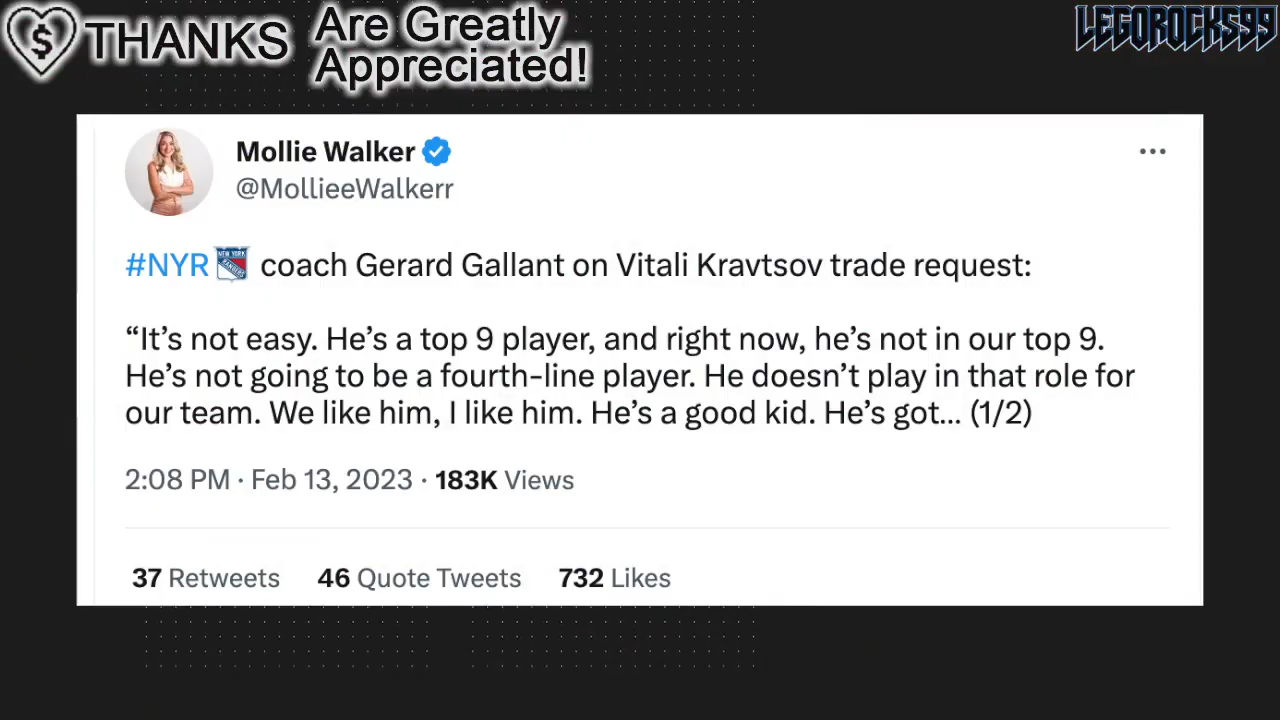 THANKS
Are Greatly
Appreciated!
LEGOROCKS99
Mollie Walker
@MollieeWalkerr
#NYR NEW YORK RANGERS coach Gerard Gallant on Vitali Kravtsov trade request:
“It’s not easy. He’s a top 9 player, and right now, he’s not in our top 9.
He’s not going to be a fourth-line player. He doesn’t play in that role for
our team. We like him, I like him. He’s a good kid. He’s got... (1/2)
2:08 PM · Feb 13, 2023 · 183K Views
37 Retweets 46 Quote Tweets 732 Likes